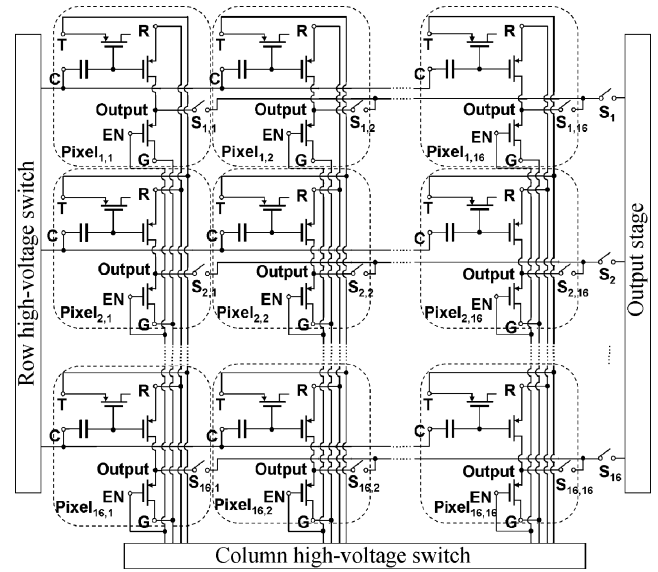 T R T R T R
C C C
Output Output Output
S1,1 S1,2 S1,16 S1
EN EN EN
G G G
Pixel1,1 Pixel1,2 Pixel1,16
T R T R T R
C C C
Output Output Output
S2,1 S2,2 S2,16 S2
EN EN EN
G G G
Pixel2,1 Pixel2,2 Pixel2,16
T R T R T R
C C C
Output Output Output
S16,1 S16,2 S16,16 S16
EN EN EN
G G G
Pixel16,1 Pixel16,2 Pixel16,16
Row high-voltage switch
Output stage
Column high-voltage switch